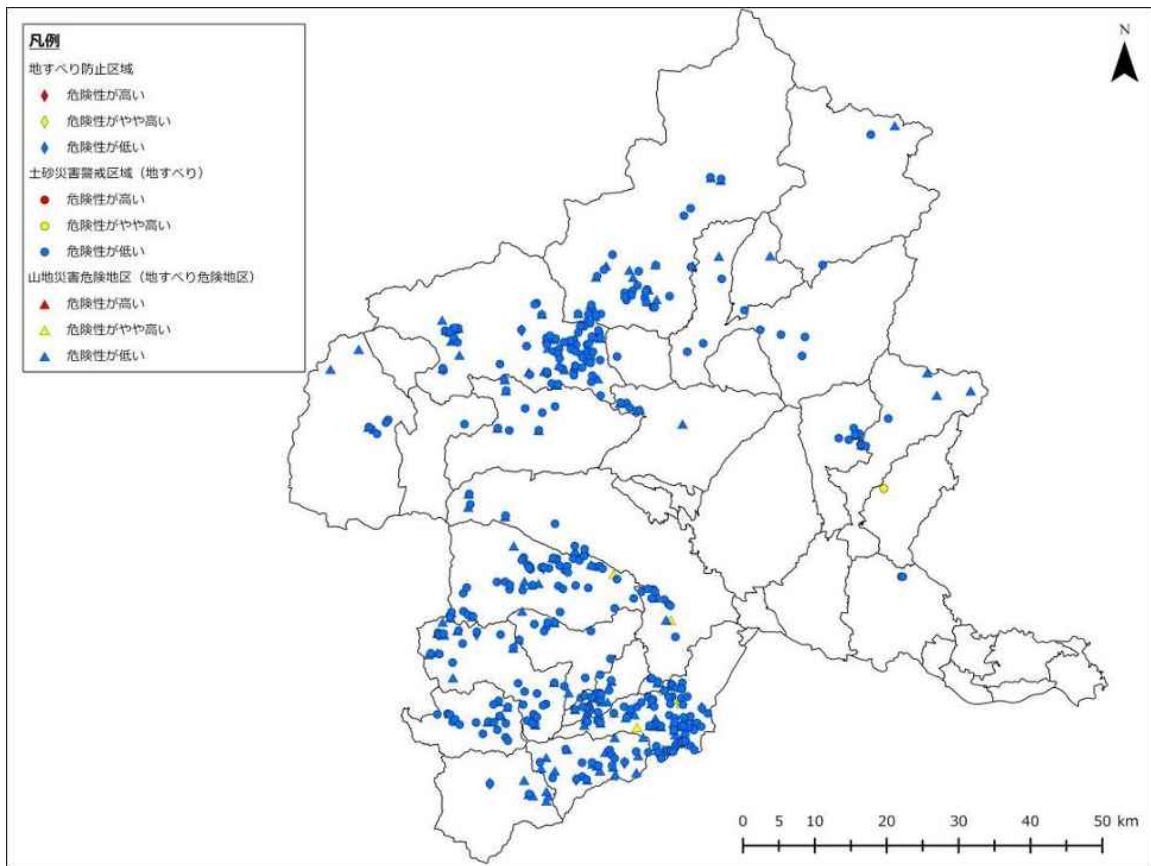 凡例
地すべり防止区域
危険性が高い
危険性がやや高い
危険性が低い
土砂災害警戒区域（地すべり）
危険性が高い
危険性がやや高い
危険性が低い
山地災害危険地区（地すべり危険地区）
危険性が高い
危険性がやや高い
危険性が低い
N
0 5 10 20 30 40 50 km